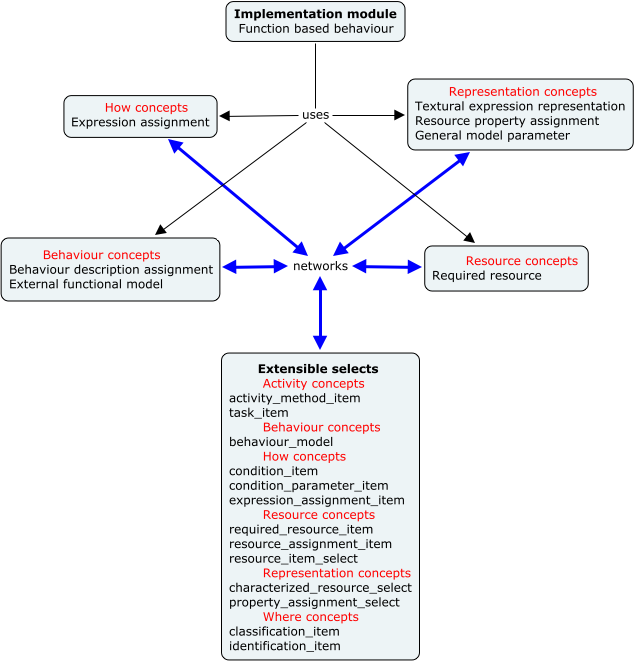 Implementation module
Function based behaviour
How concepts
Expression assignment
uses
Representation concepts
Textural expression representation
Resource property assignment
General model parameter
Behaviour concepts
Behaviour description assignment
External functional model
networks
Resource concepts
Required resource
Extensible selects
Activity concepts
activity_method_item
task_item
Behaviour concepts
behaviour_model
How concepts
condition_item
condition_parameter_item
expression_assignment_item
Resource concepts
required_resource_item
resource_assignment_item
resource_item_select
Representation concepts
characterized_resource_select
property_assignment_select
Where concepts
classification_item
identification_item